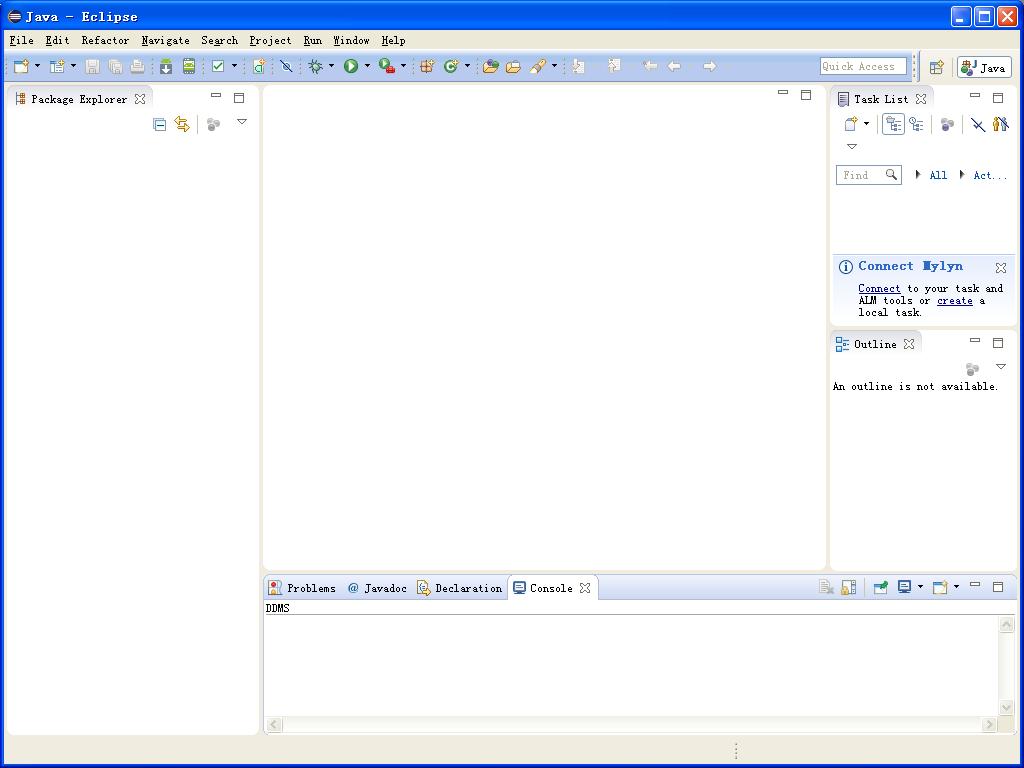 Java - Eclipse
File Edit Refactor Navigate Search Project Run Window Help
Quick Access
Java
Package Explorer
Task List
Find
All
Act...
Connect Mylyn
Connect to your task and
ALM tools or create a
local task.
Outline
An outline is not available.
Problems
@ Javadoc
Declaration
Console
DDMS